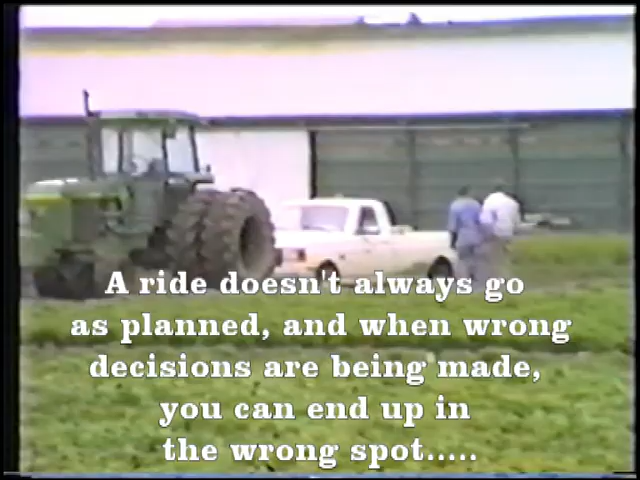 A ride doesn't always go
as planned, and when wrong
decisions are being made,
you can end up in
the wrong spot.....